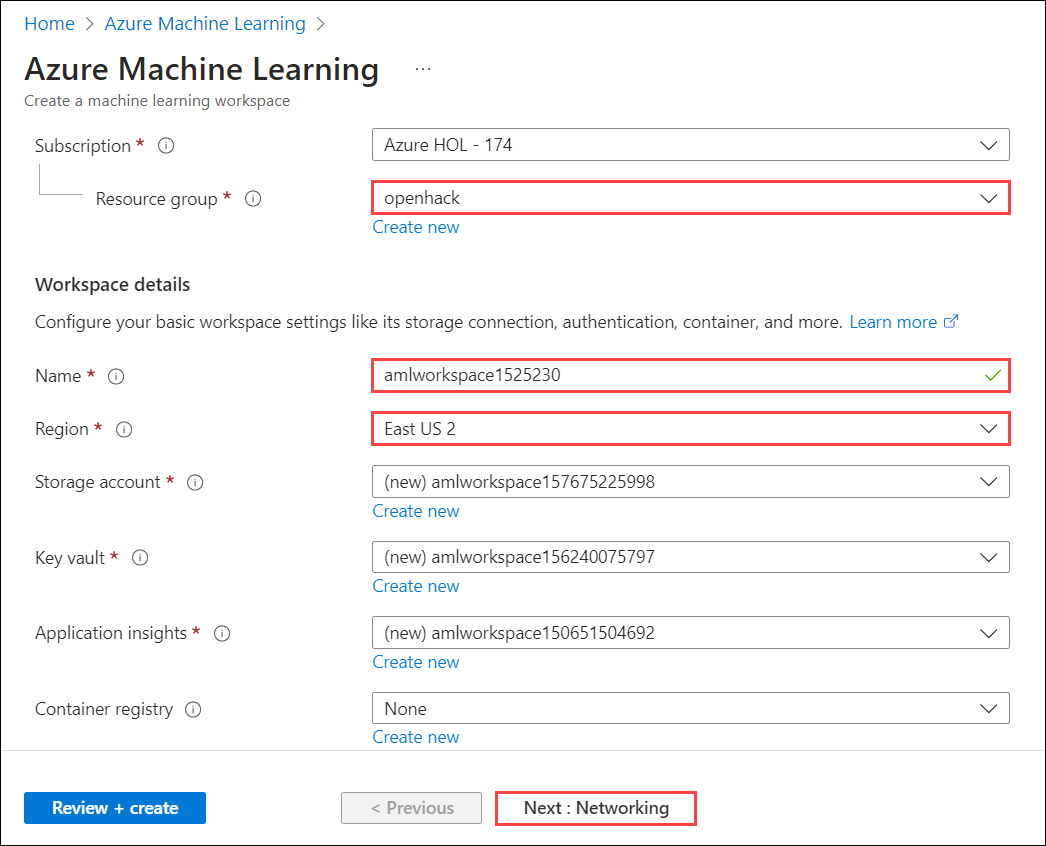 Home > Azure Machine Learning >
Azure Machine Learning ...
Create a machine learning workspace
Subscription * Azure HOL - 174
Resource group * openhack
Create new
Workspace details
Configure your basic workspace settings like its storage connection, authentication, container, and more. Learn more
Name * amlworkspace1525230
Region * East US 2
Storage account * (new) amlworkspace157675225998
Create new
Key vault * (new) amlworkspace156240075797
Create new
Application insights * (new) amlworkspace150651504692
Create new
Container registry None
Create new
Review + create < Previous Next : Networking